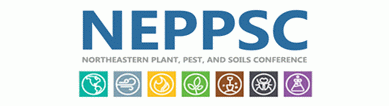 NEPPSC
NORTHEASTERN PLANT, PEST, AND SOILS CONFERENCE